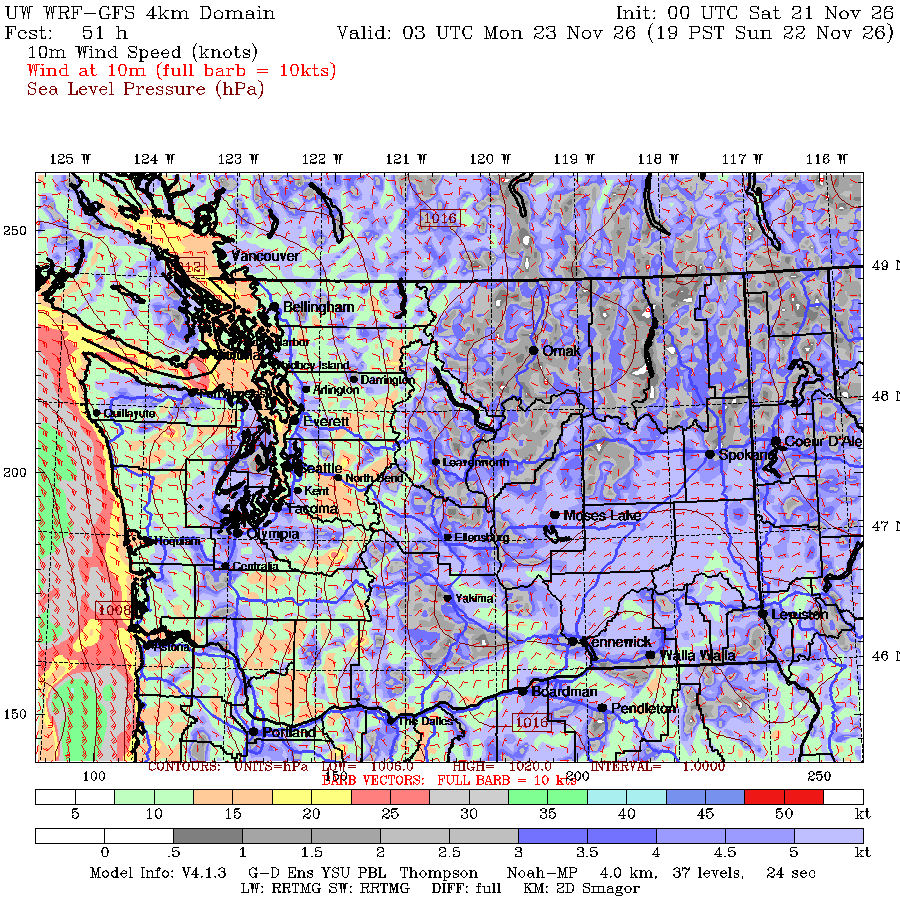 UW WRF-GFS 4km Domain Init: 00 UTC Sat 21 Nov 26
Fcst: 51 h Valid: 03 UTC Mon 23 Nov 26 (19 PST Sun 22 Nov 26)
10m Wind Speed (knots)
Wind at 10m (full barb = 10kts)
Sea Level Pressure (hPa)
125 W 124 W 123 W 122 W 121 W 120 W 119 W 118 W 117 W 116 W
1016
250
Vancouver
49 N
Bellingham
Omak
Darrington
Arlington
48 N
Quillayute
Everett
Coeur D'Alene
Spokane
Leavenworth
200
Seattle
North Bend
Kent
Tacoma
Moses Lake
47 N
Olympia
Ellensburg
Hoquiam
Centralia
Yakima
1008
Lewiston
Kennewick
Astoria
Walla Walla
46 N
Boardman
Pendleton
150
The Dalles
1016
Portland
CONTOURS: UNITS=hPa LOW= 1006.0 HIGH= 1020.0 INTERVAL= 1.0000
100 150 200 250
BARB VECTORS: FULL BARB = 10 kts
5 10 15 20 25 30 35 40 45 50 kt
0 .5 1 1.5 2 2.5 3 3.5 4 4.5 5 kt
Model Info: V4.1.3 G-D Ens YSU PBL Thompson Noah-MP 4.0 km, 37 levels, 24 sec
LW: RRTMG SW: RRTMG DIFF: full KM: 2D Smagor